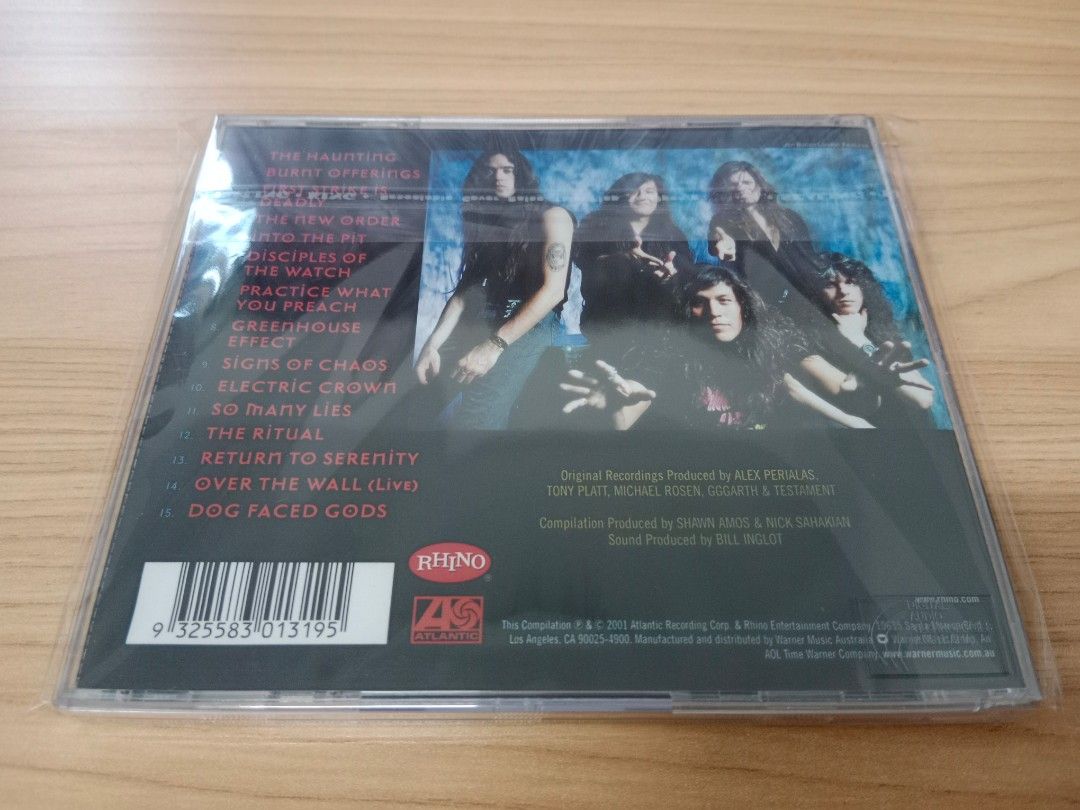 THE HAUNTING
BURNT OFFERINGS
FIRST STRIKE IS
DEADLY
THE NEW ORDER
INTO THE PIT
DISCIPLES OF
THE WATCH
PRACTICE WHAT
YOU PREACH
8. GREENHOUSE
EFFECT
9. SIGNS OF CHAOS
10. ELECTRIC CROWN
11. SO MANY LIES
12. THE RITUAL
13. RETURN TO SERENITY
14. OVER THE WALL (LIVE)
15. DOG FACED GODS
Original Recordings Produced by ALEX PERIALAS,
TONY PLATT, MICHAEL ROSEN, GGGARTH & TESTAMENT
Compilation Produced by SHAWN AMOS & NICK SAHAKIAN
Sound Produced by BILL INGLOT
RHINO
ATLANTIC
9 325583 013195
www.rhino.com
This Compilation ℗ & © 2001 Atlantic Recording Corp. & Rhino Entertainment Company,
Los Angeles, CA 90025-4900. Manufactured and distributed by Warner Music Australia
AOL Time Warner Company. www.warnermusic.com.au